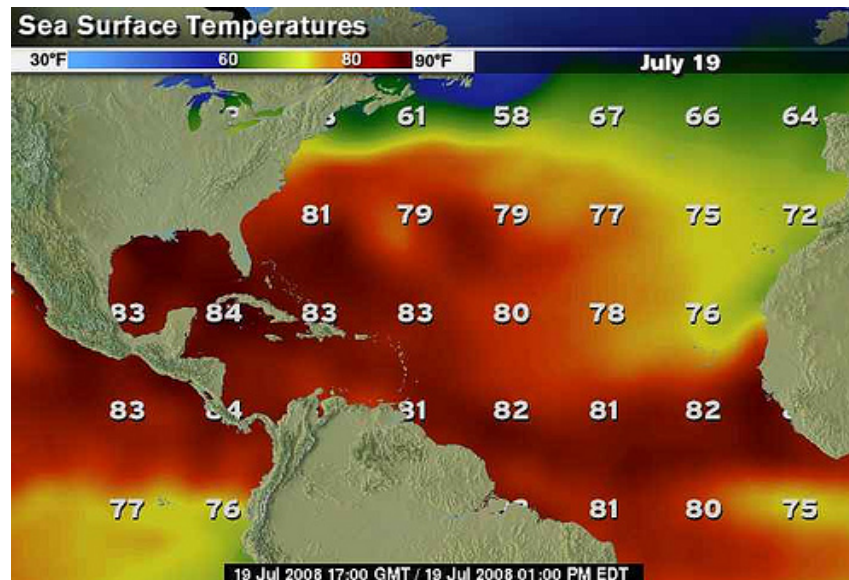 Sea Surface Temperatures
30°F 60 80 90°F July 19
61 58 67 66 64
81 79 79 77 75 72
83 84 83 83 80 78 76
83 84 81 82 81 82
77 76 81 80 75
19 Jul 2008 17:00 GMT / 19 Jul 2008 01:00 PM EDT